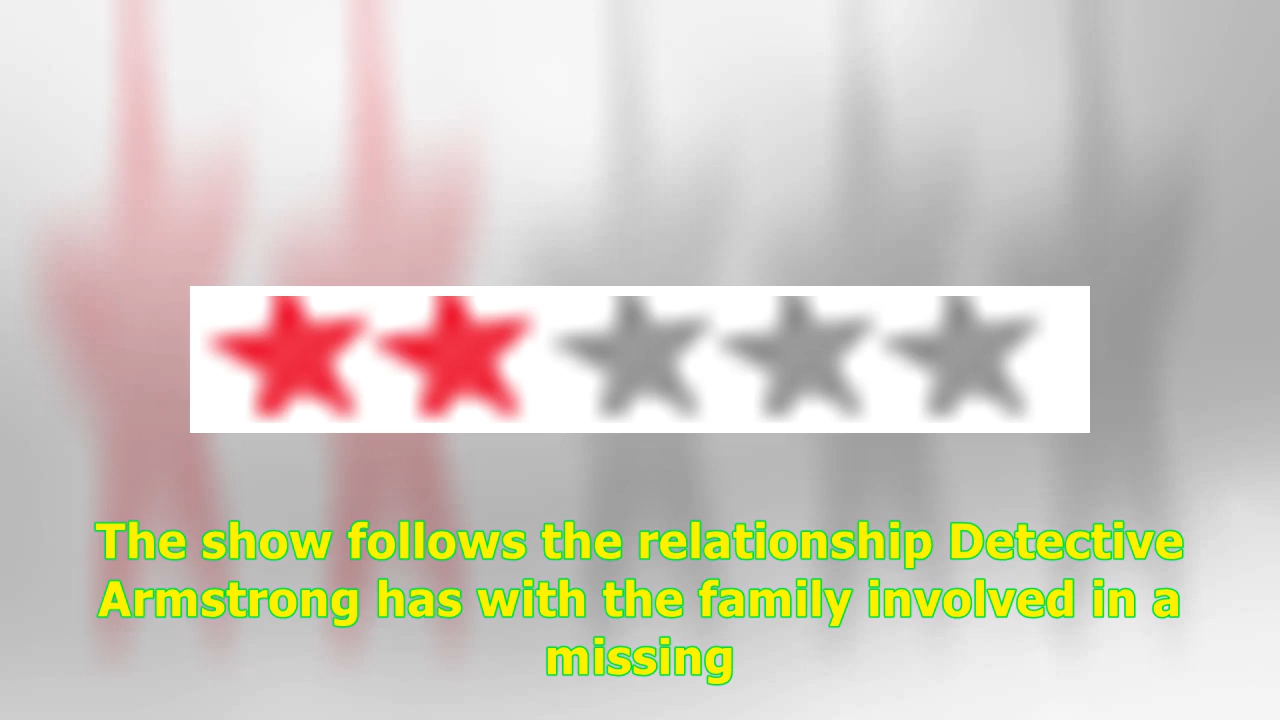 The show follows the relationship Detective
Armstrong has with the family involved in a
missing